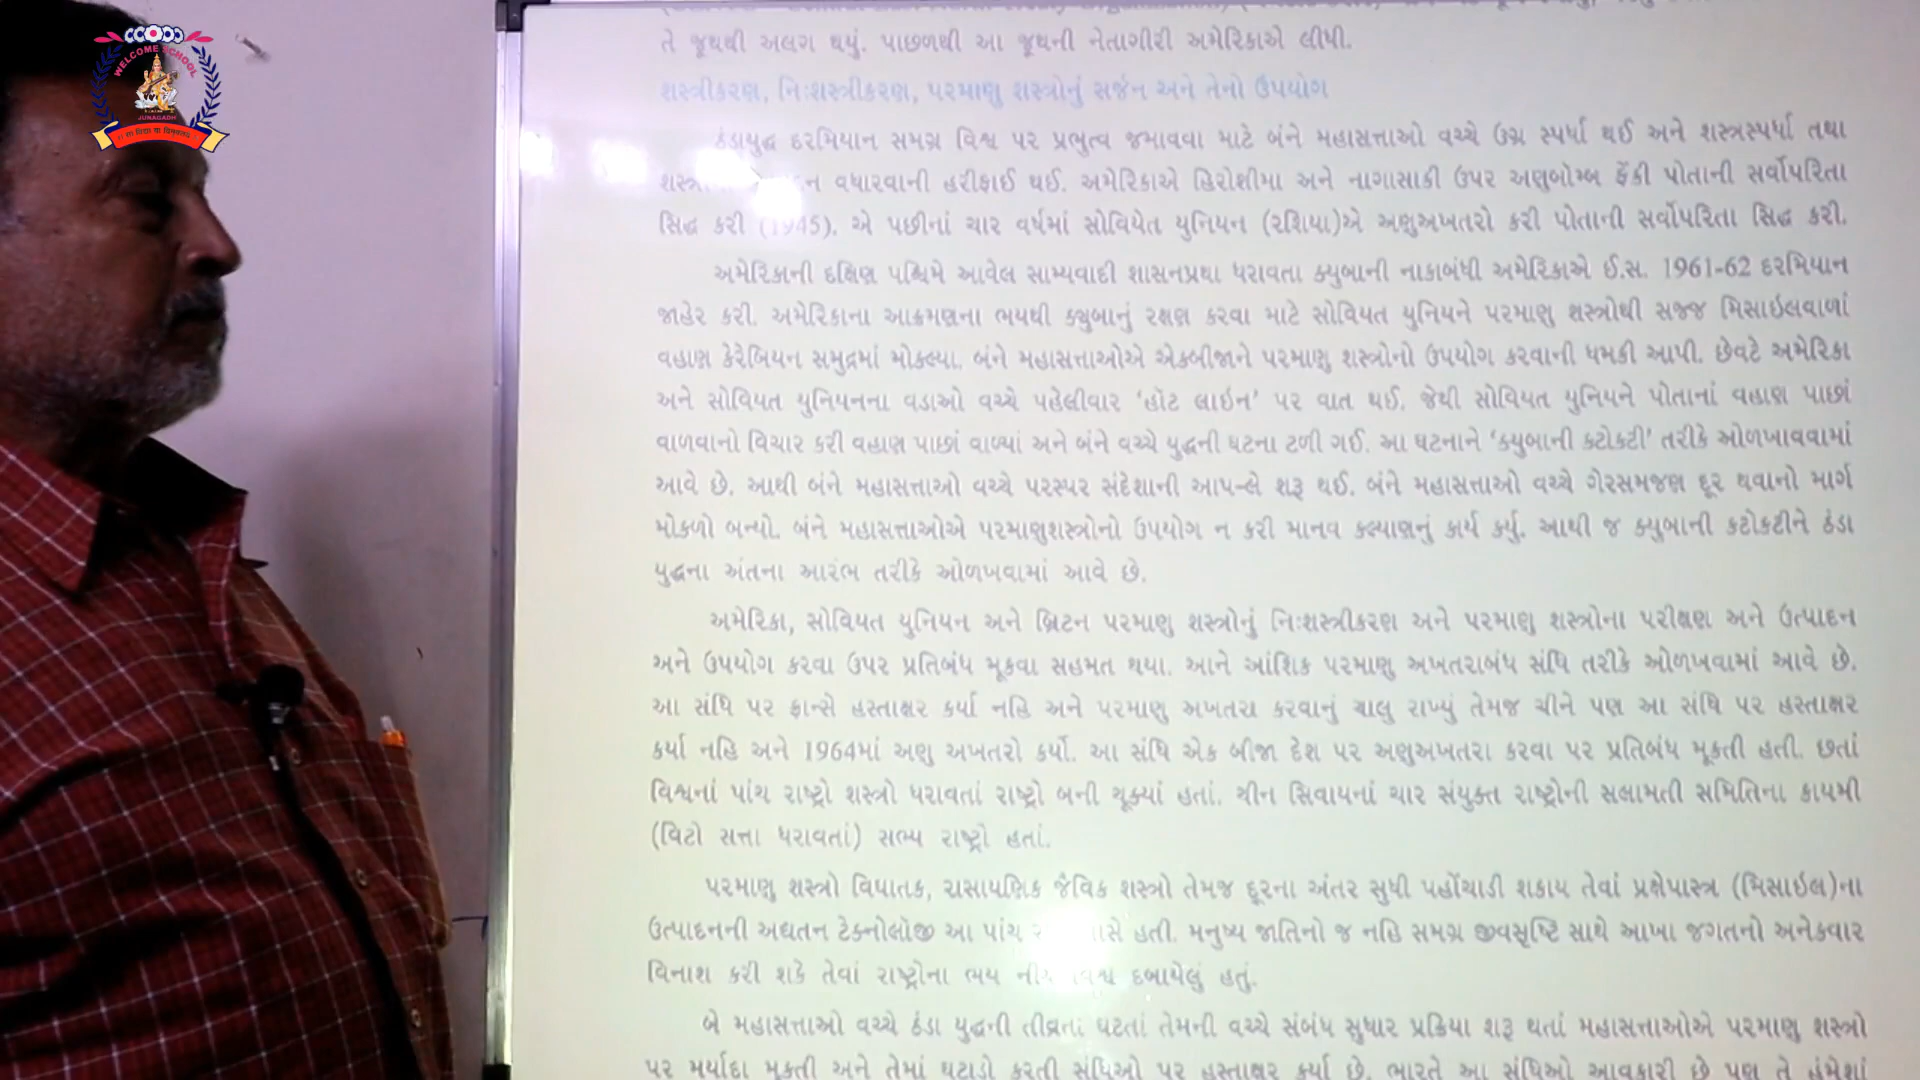 WELCOME SCHOOL
JUNAGADH
તે જૂથથી અલગ થયું. પાછળથી આ જૂથની નેતાગીરી અમેરિકાએ લીધી.
શસ્ત્રીકરણ, નિઃશસ્ત્રીકરણ, પરમાણુ શસ્ત્રોનું સર્જન અને તેનો ઉપયોગ
ઠંડાયુદ્ધ દરમિયાન સમગ્ર વિશ્વ પર પ્રભુત્વ જમાવવા માટે બંને મહાસત્તાઓ વચ્ચે ઉગ્ર સ્પર્ધા થઈ અને શસ્ત્રસ્પર્ધા તથા
વધારવાની હરીફાઈ થઈ. અમેરિકાએ હિરોશીમા અને નાગાસાકી ઉપર અણુબૉમ્બ ફેંકી પોતાની સર્વોપરિતા
સિદ્ધ કરી (1945). એ પછીનાં ચાર વર્ષમાં સોવિયેત યુનિયન (રશિયા)એ અણુઅખતરો કરી પોતાની સર્વોપરિતા સિદ્ધ કરી.
અમેરિકાની દક્ષિણ પશ્ચિમે આવેલ સામ્યવાદી શાસનપ્રથા ધરાવતા ક્યુબાની નાકાબંધી અમેરિકાએ ઈ.સ. 1961-62 દરમિયાન
જાહેર કરી. અમેરિકાના આક્રમણના ભયથી ક્યુબાનું રક્ષણ કરવા માટે સોવિયત યુનિયને પરમાણુ શસ્ત્રોથી સજ્જ મિસાઇલવાળાં
વહાણ કેરેબિયન સમુદ્રમાં મોકલ્યા. બંને મહાસત્તાઓએ એકબીજાને પરમાણુ શસ્ત્રોનો ઉપયોગ કરવાની ધમકી આપી. છેવટે અમેરિકા
અને સોવિયત યુનિયનના વડાઓ વચ્ચે પહેલીવાર ‘હૉટ લાઇન’ પર વાત થઈ. જેથી સોવિયત યુનિયને પોતાનાં વહાણ પાછાં
વાળવાનો વિચાર કરી વહાણ પાછાં વાળ્યાં અને બંને વચ્ચે યુદ્ધની ઘટના ટળી ગઈ. આ ઘટનાને ‘ક્યુબાની કટોકટી’ તરીકે ઓળખાવવામાં
આવે છે. આથી બંને મહાસત્તાઓ વચ્ચે પરસ્પર સંદેશાની આપ-લે શરૂ થઈ. બંને મહાસત્તાઓ વચ્ચે ગેરસમજણ દૂર થવાનો માર્ગ
મોકળો બન્યો. બંને મહાસત્તાઓએ પરમાણુશસ્ત્રોનો ઉપયોગ ન કરી માનવ કલ્યાણનું કાર્ય કર્યું. આથી જ ક્યુબાની કટોકટીને ઠંડા
યુદ્ધના અંતના આરંભ તરીકે ઓળખવામાં આવે છે.
અમેરિકા, સોવિયત યુનિયન અને બ્રિટન પરમાણુ શસ્ત્રોનું નિઃશસ્ત્રીકરણ અને પરમાણુ શસ્ત્રોના પરીક્ષણ અને ઉત્પાદન
અને ઉપયોગ કરવા ઉપર પ્રતિબંધ મૂકવા સહમત થયા. આને આંશિક પરમાણુ અખતરાબંધ સંધિ તરીકે ઓળખવામાં આવે છે.
આ સંધિ પર ફ્રાન્સે હસ્તાક્ષર કર્યા નહિ અને પરમાણુ અખતરા કરવાનું ચાલુ રાખ્યું તેમજ ચીને પણ આ સંધિ પર હસ્તાક્ષર
કર્યા નહિ અને 1964માં અણુ અખતરો કર્યો. આ સંધિ એક બીજા દેશ પર અણુઅખતરા કરવા પર પ્રતિબંધ મૂકતી હતી. છતાં
વિશ્વનાં પાંચ રાષ્ટ્રો શસ્ત્રો ધરાવતાં રાષ્ટ્રો બની ચૂક્યાં હતાં. ચીન સિવાયનાં ચાર સંયુક્ત રાષ્ટ્રોની સલામતી સમિતિના કાયમી
(વિટો સત્તા ધરાવતાં) સભ્ય રાષ્ટ્રો હતાં.
પરમાણુ શસ્ત્રો વિઘાતક, રાસાયણિક જૈવિક શસ્ત્રો તેમજ દૂરના અંતર સુધી પહોંચાડી શકાય તેવાં પ્રક્ષેપાસ્ત્ર (મિસાઇલ)ના
ઉત્પાદનની અદ્યતન ટેક્નોલૉજી આ પાંચ હતી. મનુષ્ય જાતિનો જ નહિ સમગ્ર જીવસૃષ્ટિ સાથે આખા જગતનો અનેકવાર
વિનાશ કરી શકે તેવાં રાષ્ટ્રોના ભય દબાયેલું હતું.
બે મહાસત્તાઓ વચ્ચે ઠંડા યુદ્ધની તીવ્રતા ઘટતાં તેમની વચ્ચે સંબંધ સુધાર પ્રક્રિયા શરૂ થતાં મહાસત્તાઓએ પરમાણુ શસ્ત્રો
પર મર્યાદા મૂકતી અને તેમાં ઘટાડો કરતી સંધિઓ પર હસ્તાક્ષર કર્યા છે. ભારતે આ સંધિઓ આવકારી છે પણ તે હંમેશાં